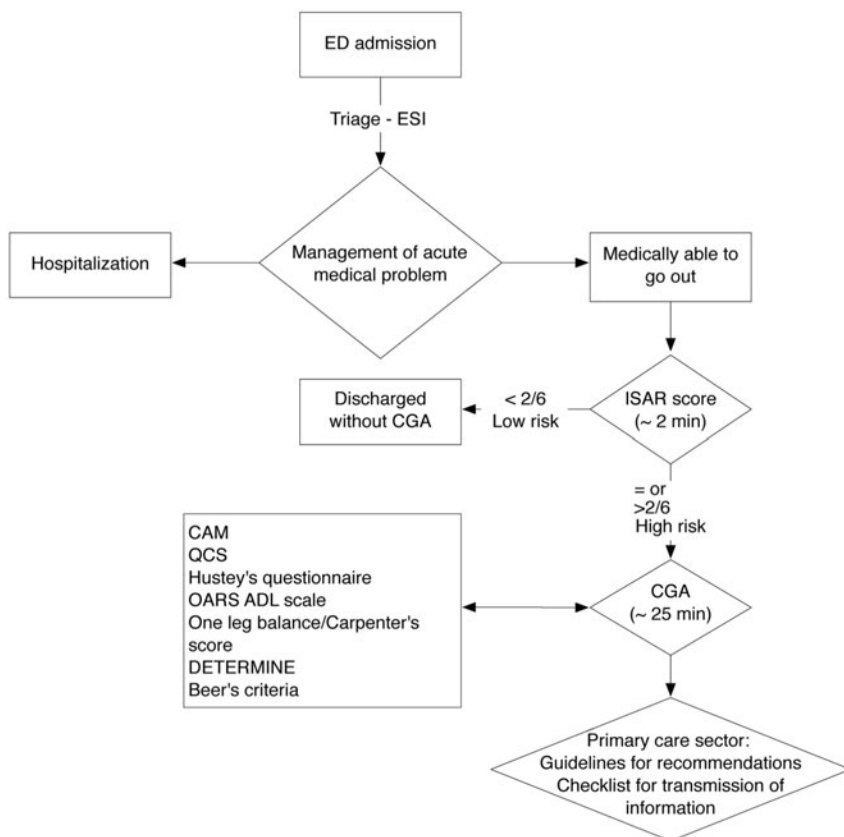 ED admission
Triage - ESI
Management of acute
medical problem
Hospitalization
Medically able to
go out
ISAR score
(~ 2 min)
< 2/6
Low risk
Discharged
without CGA
= or
>2/6
High risk
CGA
(~ 25 min)
CAM
QCS
Hustey's questionnaire
OARS ADL scale
One leg balance/Carpenter's
score
DETERMINE
Beer's criteria
Primary care sector:
Guidelines for recommendations
Checklist for transmission of
information